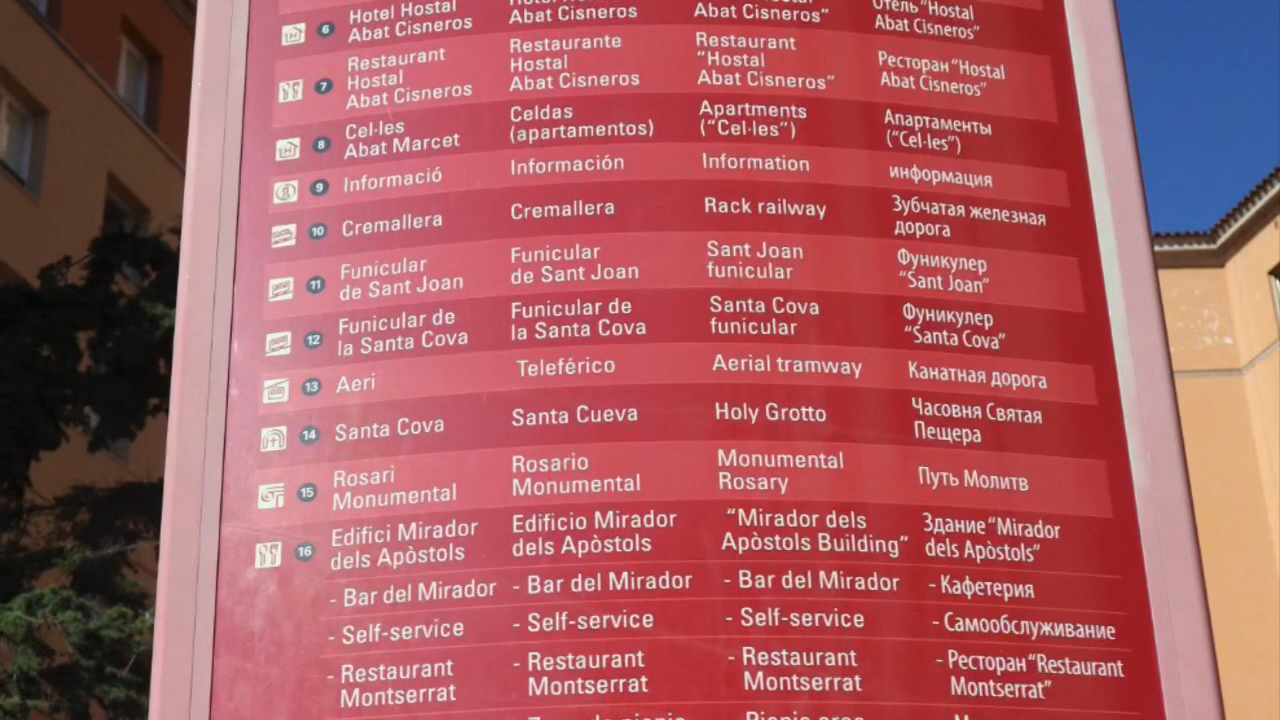 6 Hotel Hostal Abat Cisneros
Abat Cisneros
Abat Cisneros”
Отель “Hostal Abat Cisneros”
7 Restaurant Hostal Abat Cisneros
Restaurante Hostal Abat Cisneros
Restaurant “Hostal Abat Cisneros”
Ресторан “Hostal Abat Cisneros”
8 Cel·les Abat Marcet
Celdas (apartamentos)
Apartments (“Cel·les”)
Апартаменты (“Cel·les”)
9 Informació
Información
Information
информация
10 Cremallera
Cremallera
Rack railway
Зубчатая железная дорога
11 Funicular de Sant Joan
Funicular de Sant Joan
Sant Joan funicular
Фуникулер “Sant Joan”
12 Funicular de la Santa Cova
Funicular de la Santa Cova
Santa Cova funicular
Фуникулер “Santa Cova”
13 Aeri
Teleférico
Aerial tramway
Канатная дорога
14 Santa Cova
Santa Cueva
Holy Grotto
Часовня Святая Пещера
15 Rosari Monumental
Rosario Monumental
Monumental Rosary
Путь Молитв
16 Edifici Mirador dels Apòstols
Edificio Mirador dels Apòstols
“Mirador dels Apòstols Building”
Здание “Mirador dels Apòstols”
- Bar del Mirador
- Bar del Mirador
- Bar del Mirador
- Кафетерия
- Self-service
- Self-service
- Self-service
- Самообслуживание
- Restaurant Montserrat
- Restaurant Montserrat
- Restaurant Montserrat
- Ресторан “Restaurant Montserrat”